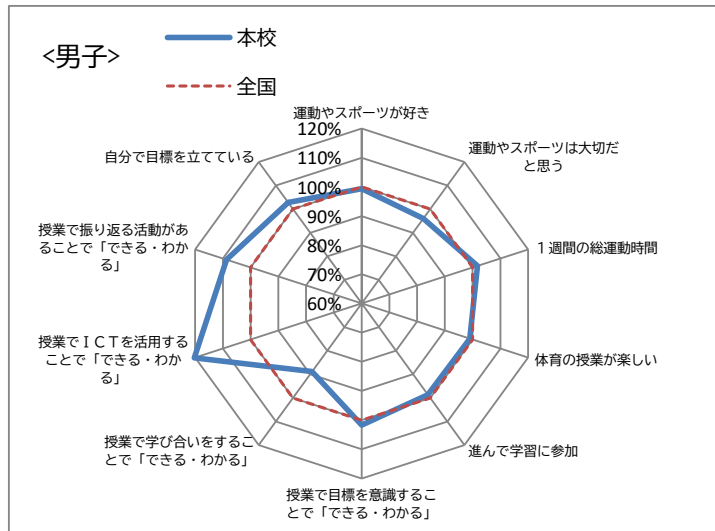 <男子>
本校
全国
運動やスポーツが好き
運動やスポーツは大切だ
と思う
１週間の総運動時間
体育の授業が楽しい
進んで学習に参加
授業で目標を意識するこ
とで「できる・わかる」
授業で学び合いをするこ
とで「できる・わかる」
授業でＩＣＴを活用す
ることで「できる・わか
る」
授業で振り返る活動があ
ることで「できる・わか
る」
自分で目標を立てている
120%
110%
100%
90%
80%
70%
60%